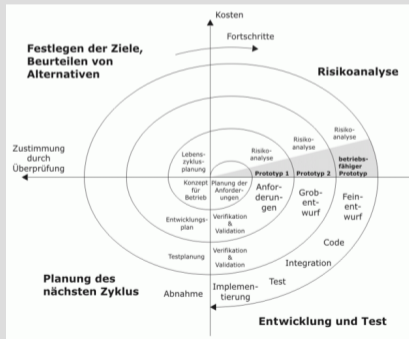 Kosten
Festlegen der Ziele,
Beurteilen von
Alternativen
Fortschritte
Risikoanalyse
Zustimmung
durch
Überprüfung
Lebens-
zyklus-
planung
Risiko-
analyse
Risiko-
analyse
Risiko-
analyse
Prototyp 1
Prototyp 2
betriebs-
fähiger
Prototyp
Konzept
für
Betrieb
Planung der
Anforder-
ungen
Anfor-
derun-
gen
Grob-
ent-
wurf
Fein-
ent-
wurf
Entwicklungs-
plan
Verifikation
&
Validation
Testplanung
Verifikation
&
Validation
Code
Integration
Test
Implemen-
tierung
Abnahme
Planung des
nächsten Zyklus
Entwicklung und Test